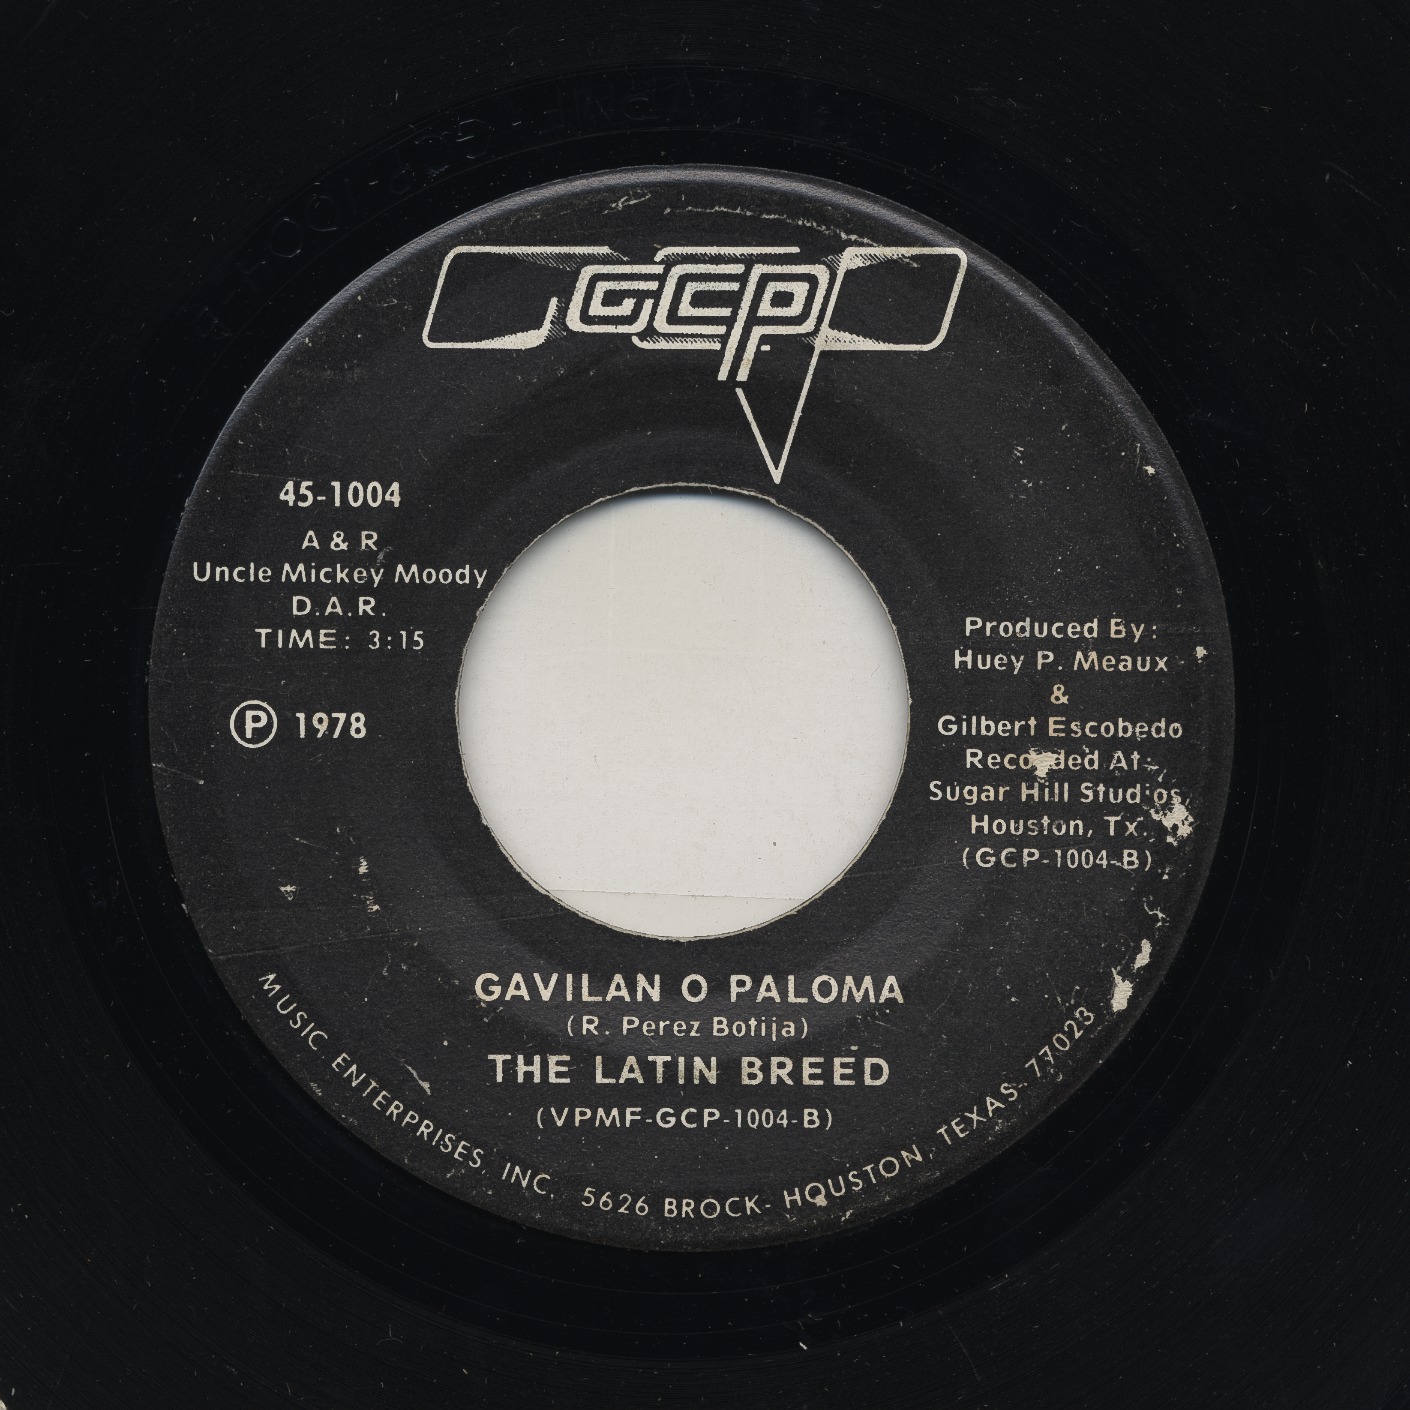 GCP
45-1004
A & R
Uncle Mickey Moody
D.A.R.
TIME: 3:15
Ⓟ 1978
Produced By:
Huey P. Meaux
&
Gilbert Escobedo
Recorded At
Sugar Hill Studios
Houston, Tx.
(GCP-1004-B)
GAVILAN O PALOMA
(R. Perez Botija)
THE LATIN BREED
(VPMF-GCP-1004-B)
MUSIC ENTERPRISES, INC. 5626 BROCK- HOUSTON, TEXAS- 77023